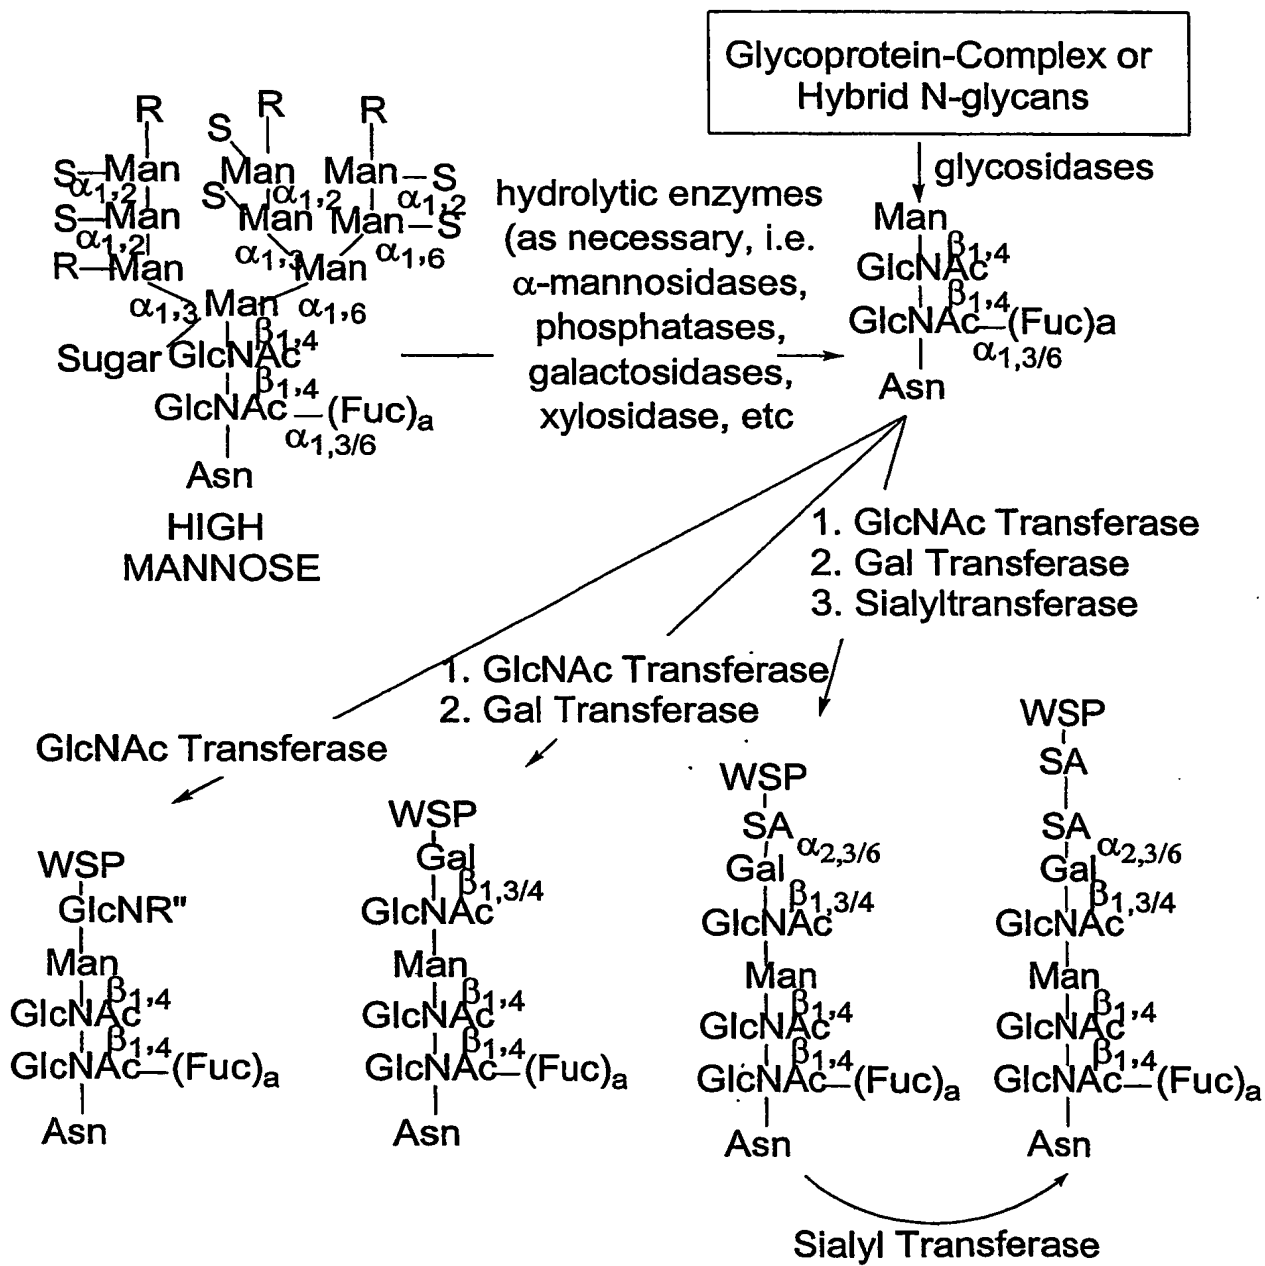 Glycoprotein-Complex or
Hybrid N-glycans
glycosidases
R R R
S
S–Man Man Man–S
α1,2 α1,2 α1,2
S
S–Man Man Man–S
α1,2 α1,3 α1,6
R–Man Man
α1,3 Man α1,6
β1,4
Sugar GlcNAc
β1,4
GlcNAc–(Fuc)a
α1,3/6
Asn
HIGH
MANNOSE
hydrolytic enzymes
(as necessary, i.e.
α-mannosidases,
phosphatases,
galactosidases,
xylosidase, etc
Man
β1,4
GlcNAc
β1,4
GlcNAc–(Fuc)a
α1,3/6
Asn
1. GlcNAc Transferase
2. Gal Transferase
3. Sialyltransferase
1. GlcNAc Transferase
2. Gal Transferase
GlcNAc Transferase
WSP
GlcNR"
Man
β1,4
GlcNAc
β1,4
GlcNAc–(Fuc)a
Asn
WSP
Gal
β1,3/4
GlcNAc
Man
β1,4
GlcNAc
β1,4
GlcNAc–(Fuc)a
Asn
WSP
SA
α2,3/6
Gal
β1,3/4
GlcNAc
Man
β1,4
GlcNAc
β1,4
GlcNAc–(Fuc)a
Asn
WSP
SA
SA
α2,3/6
Gal
β1,3/4
GlcNAc
Man
β1,4
GlcNAc
β1,4
GlcNAc–(Fuc)a
Asn
Sialyl Transferase